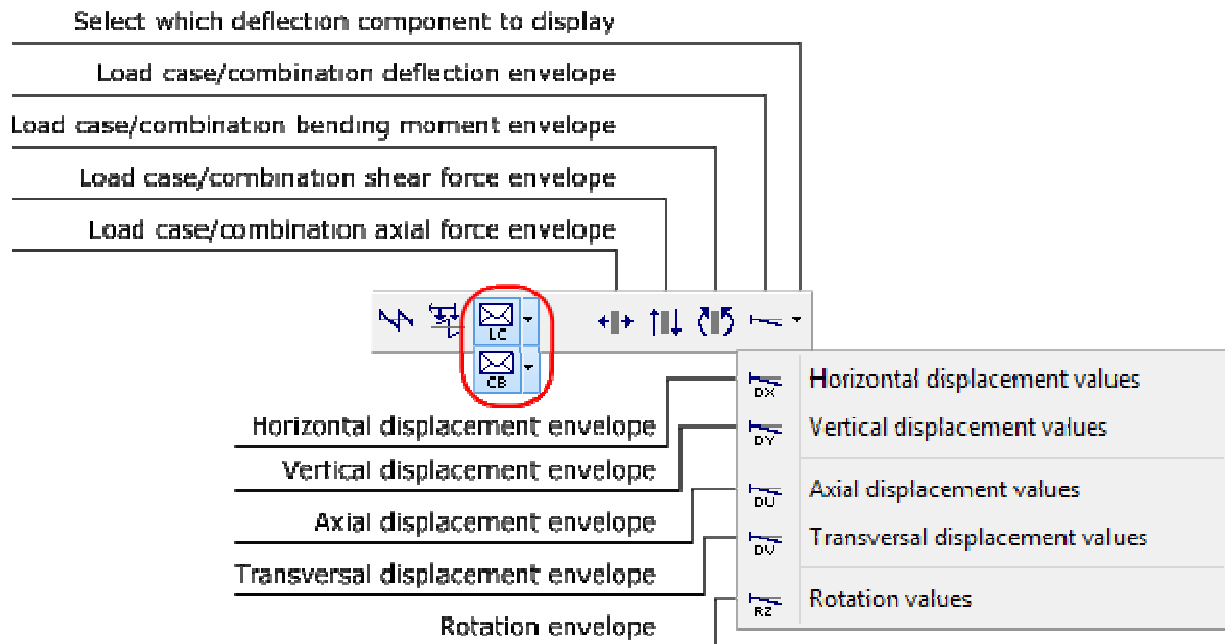 Select which deflection component to display
Load case/combination deflection envelope
Load case/combination bending moment envelope
Load case/combination shear force envelope
Load case/combination axial force envelope
LC
CB
Horizontal displacement envelope
Vertical displacement envelope
Axial displacement envelope
Transversal displacement envelope
Rotation envelope
DX Horizontal displacement values
DY Vertical displacement values
DU Axial displacement values
DV Transversal displacement values
RZ Rotation values